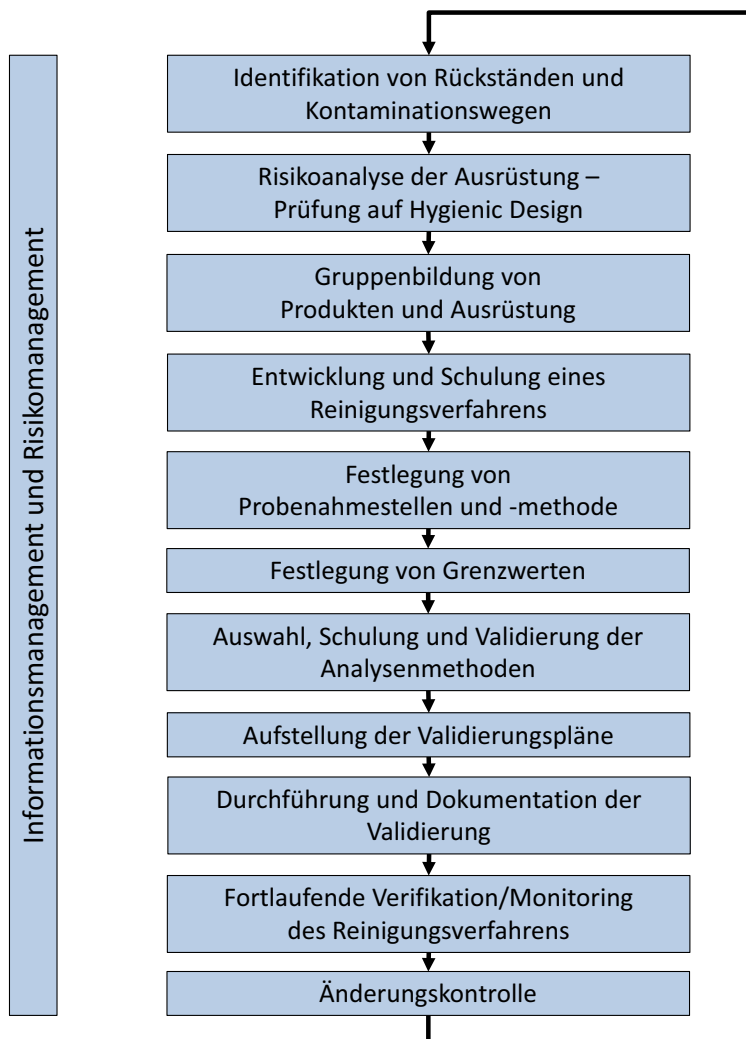 Informationsmanagement und Risikomanagement
Identifikation von Rückständen und
Kontaminationswegen
Risikoanalyse der Ausrüstung –
Prüfung auf Hygienic Design
Gruppenbildung von
Produkten und Ausrüstung
Entwicklung und Schulung eines
Reinigungsverfahrens
Festlegung von
Probenahmestellen und -methode
Festlegung von Grenzwerten
Auswahl, Schulung und Validierung der
Analysenmethoden
Aufstellung der Validierungspläne
Durchführung und Dokumentation der
Validierung
Fortlaufende Verifikation/Monitoring
des Reinigungsverfahrens
Änderungskontrolle